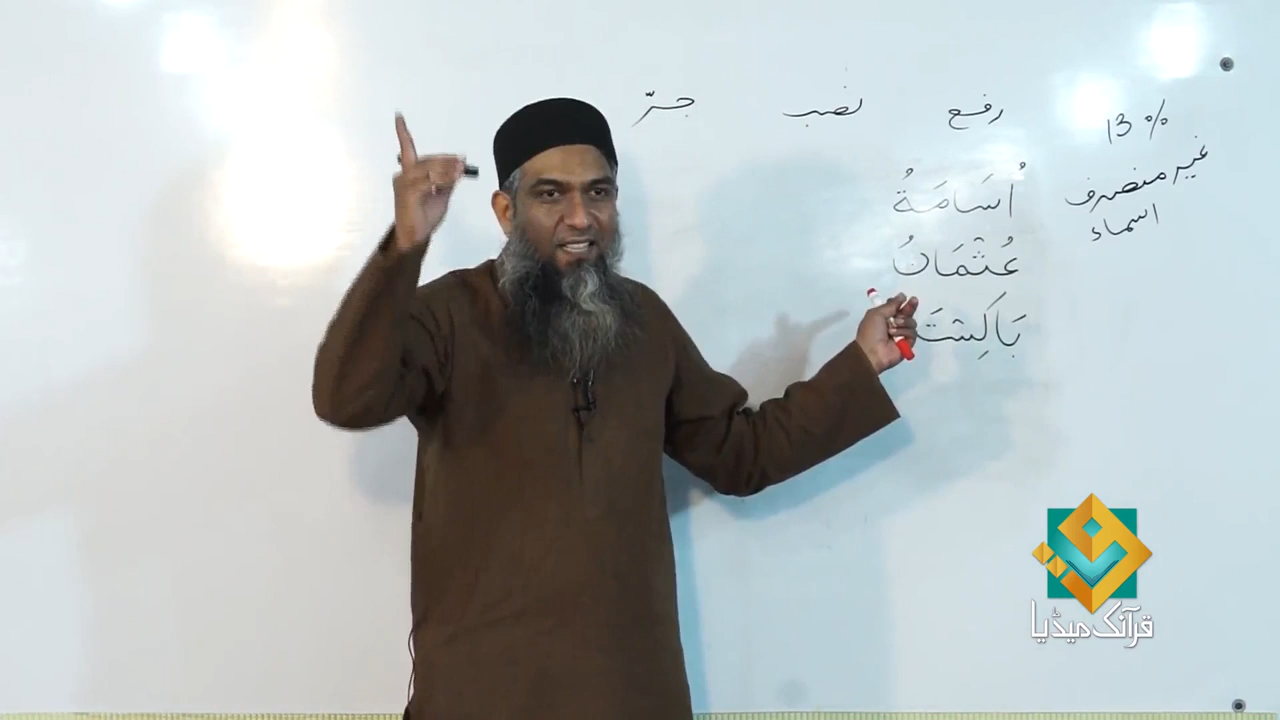 13 % رفع نصب جرّ
غیر منصرف
اسماء
اُسَامَةُ
عُثْمَانُ
بَاكِسْتَ
قرآنک میڈیا